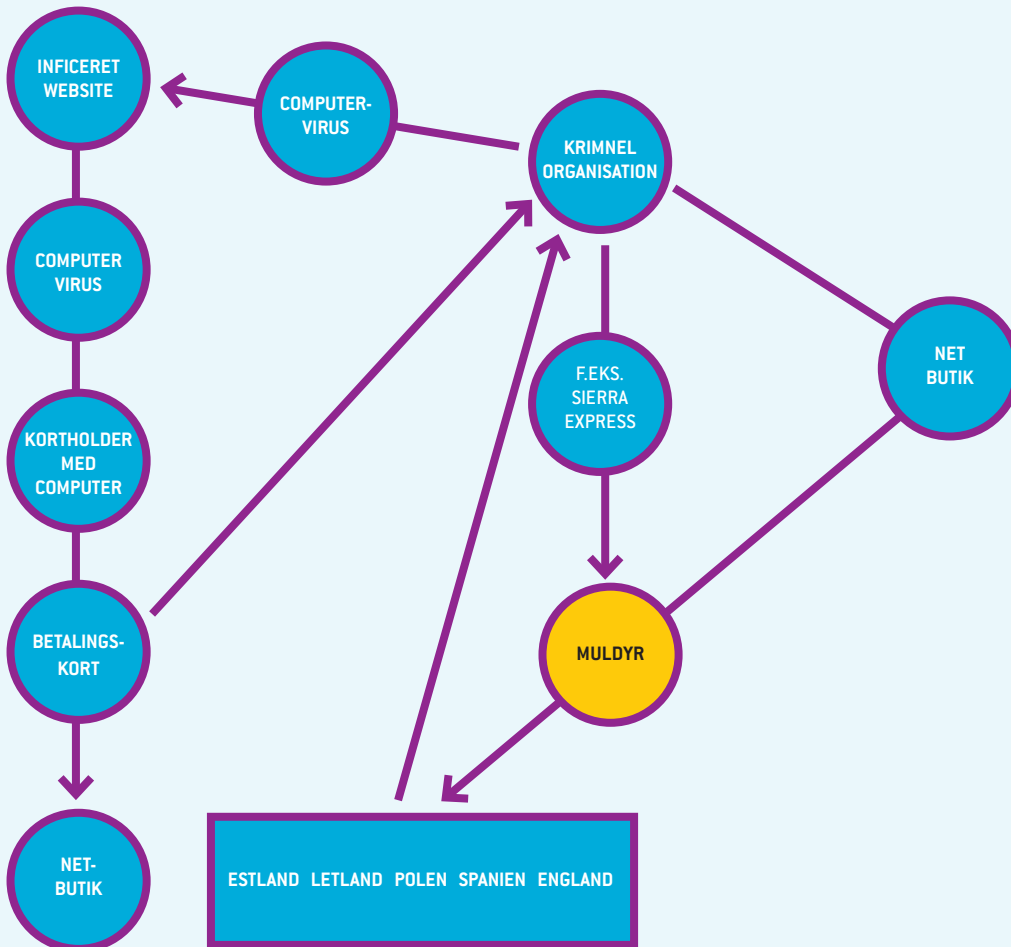 INFICERET
WEBSITE
COMPUTER-
VIRUS
KRIMNEL
ORGANISATION
COMPUTER
VIRUS
NET
BUTIK
F.EKS.
SIERRA
EXPRESS
KORTHOLDER
MED
COMPUTER
BETALINGS-
KORT
MULDYR
NET-
BUTIK
ESTLAND LETLAND POLEN SPANIEN ENGLAND